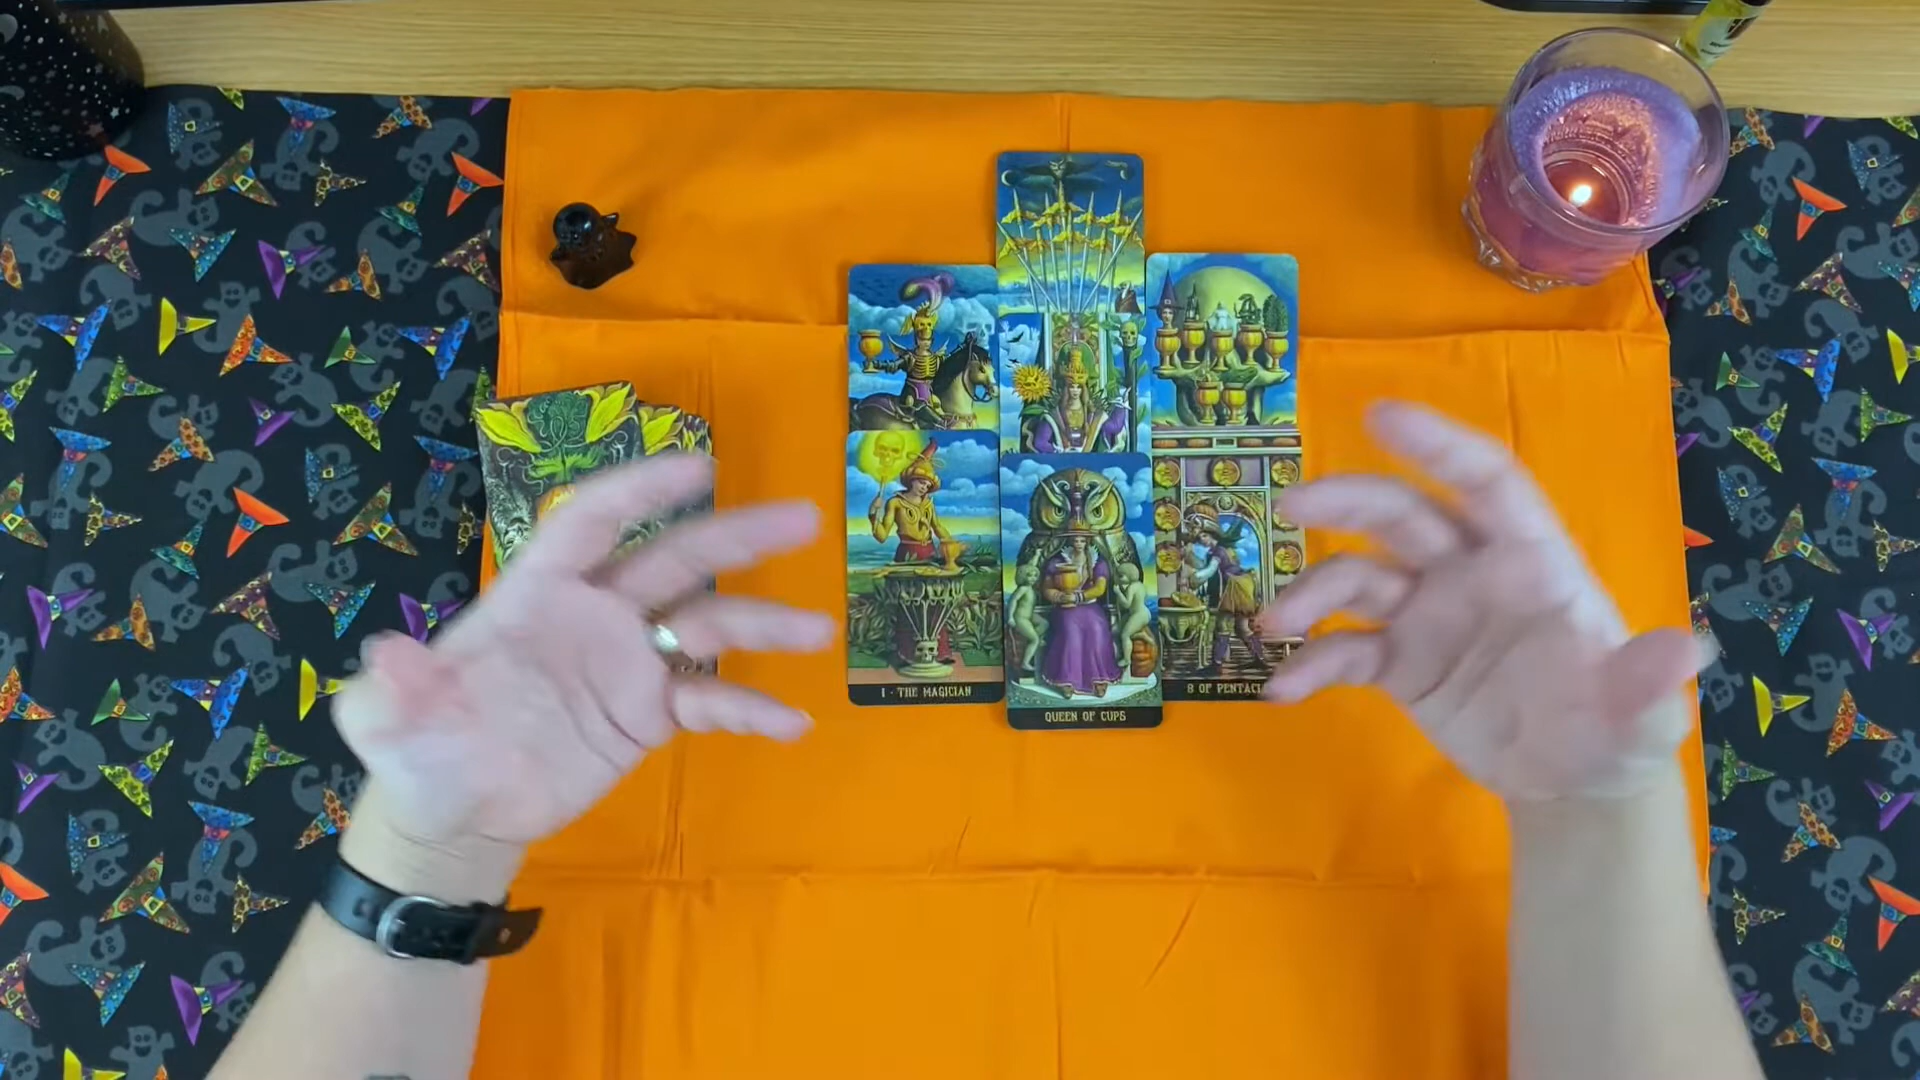 I · THE MAGICIAN
QUEEN OF CUPS
8 OF PENTACL